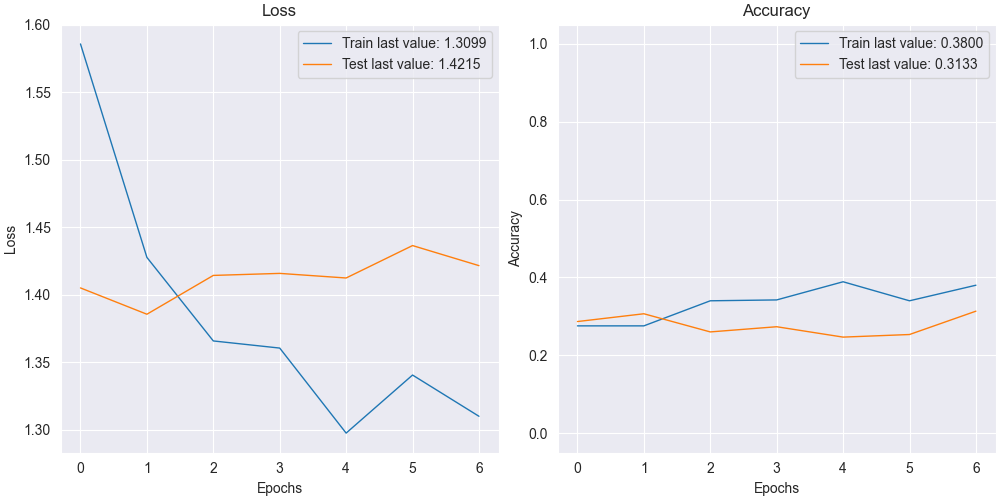 Loss
1.60
1.55
1.50
1.45
1.40
1.35
1.30
Loss
0 1 2 3 4 5 6
Epochs
Train last value: 1.3099
Test last value: 1.4215
Accuracy
1.0
0.8
0.6
0.4
0.2
0.0
Accuracy
0 1 2 3 4 5 6
Epochs
Train last value: 0.3800
Test last value: 0.3133